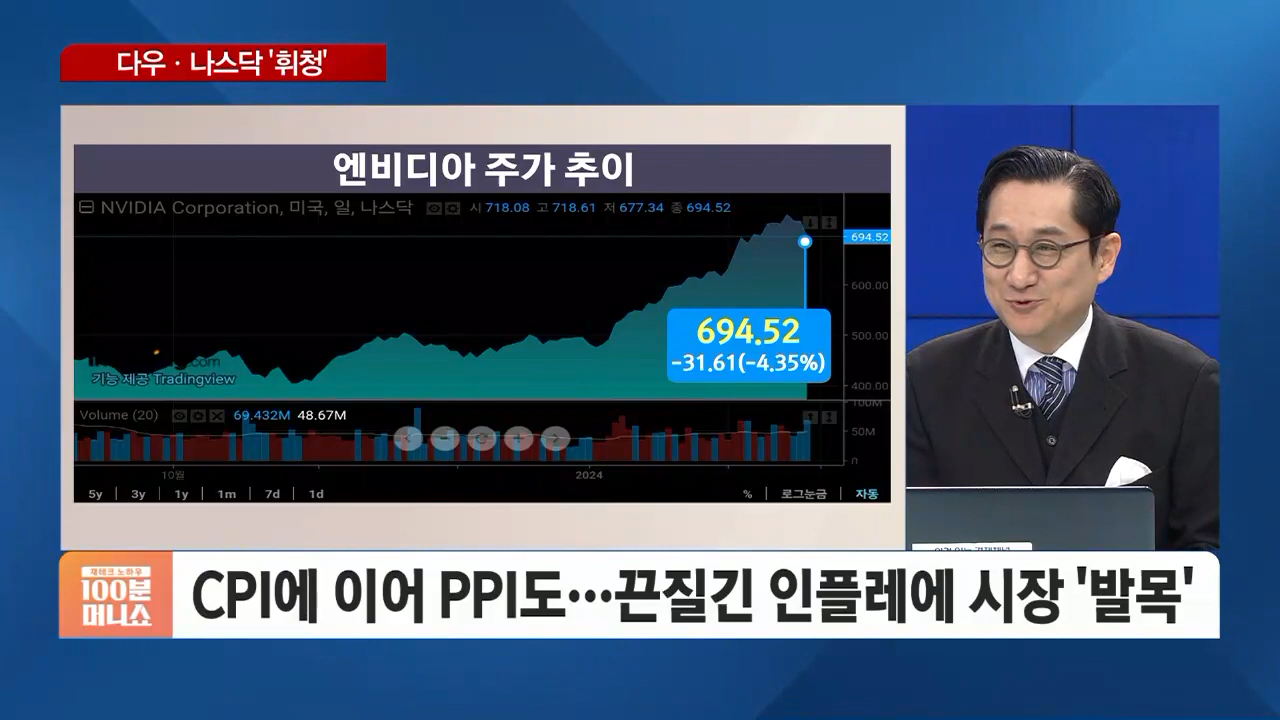 다우·나스닥 '휘청'
엔비디아 주가 추이
NVIDIA Corporation, 미국, 일, 나스닥 시 718.08 고 718.61 저 677.34 종 694.52
694.52
600.00
500.00
400.00
694.52
-31.61(-4.35%)
기능 제공 Tradingview
Volume (20) 69.432M 48.67M
100M
50M
0
10월 2024
5y 3y 1y 1m 7d 1d % 로그눈금 자동
재테크 노하우
100분
머니쇼
CPI에 이어 PPI도…끈질긴 인플레에 시장 '발목'